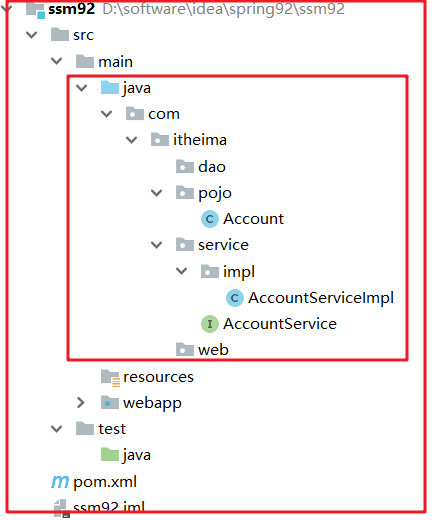 ssm92 D:\software\idea\spring92\ssm92
src
main
java
com
itheima
dao
pojo
C Account
service
impl
C AccountServiceImpl
I AccountService
web
resources
webapp
test
java
m pom.xml
ssm92.iml